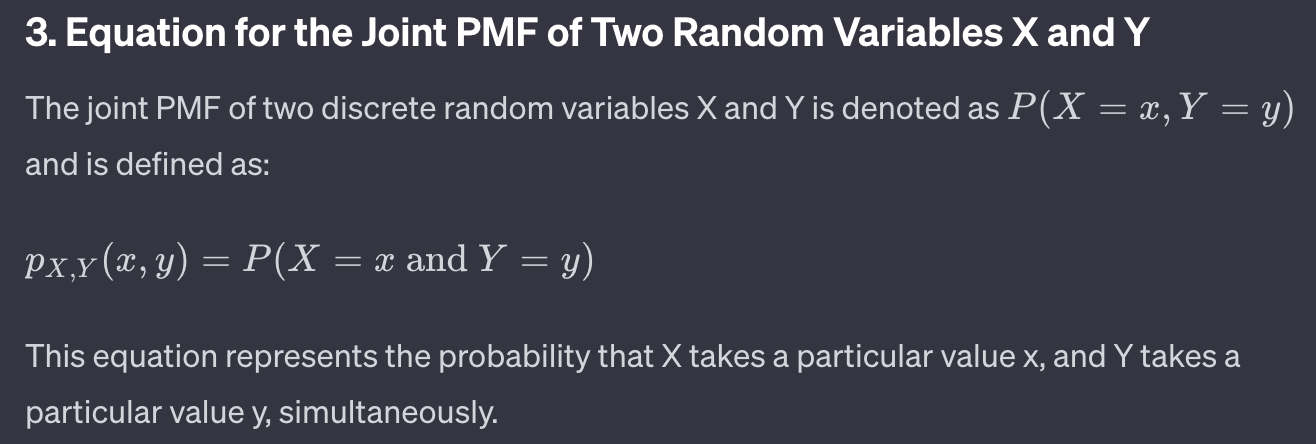 3. Equation for the Joint PMF of Two Random Variables X and Y
The joint PMF of two discrete random variables X and Y is denoted as P(X = x, Y = y)
and is defined as:
p_{X,Y}(x, y) = P(X = x and Y = y)
This equation represents the probability that X takes a particular value x, and Y takes a
particular value y, simultaneously.